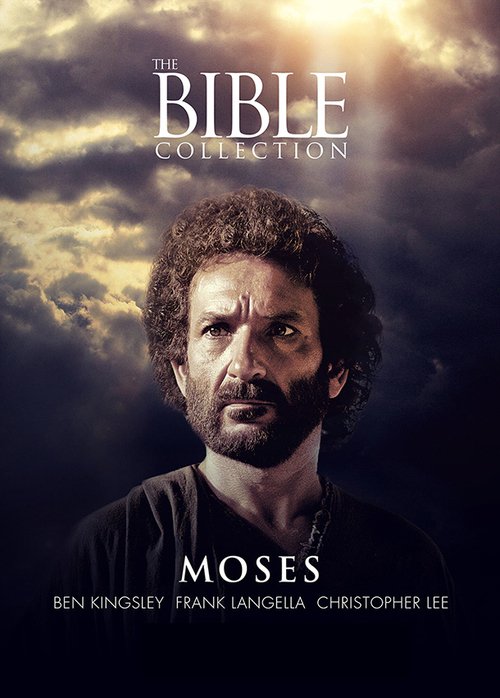 THE
BIBLE
COLLECTION
MOSES
BEN KINGSLEY FRANK LANGELLA CHRISTOPHER LEE